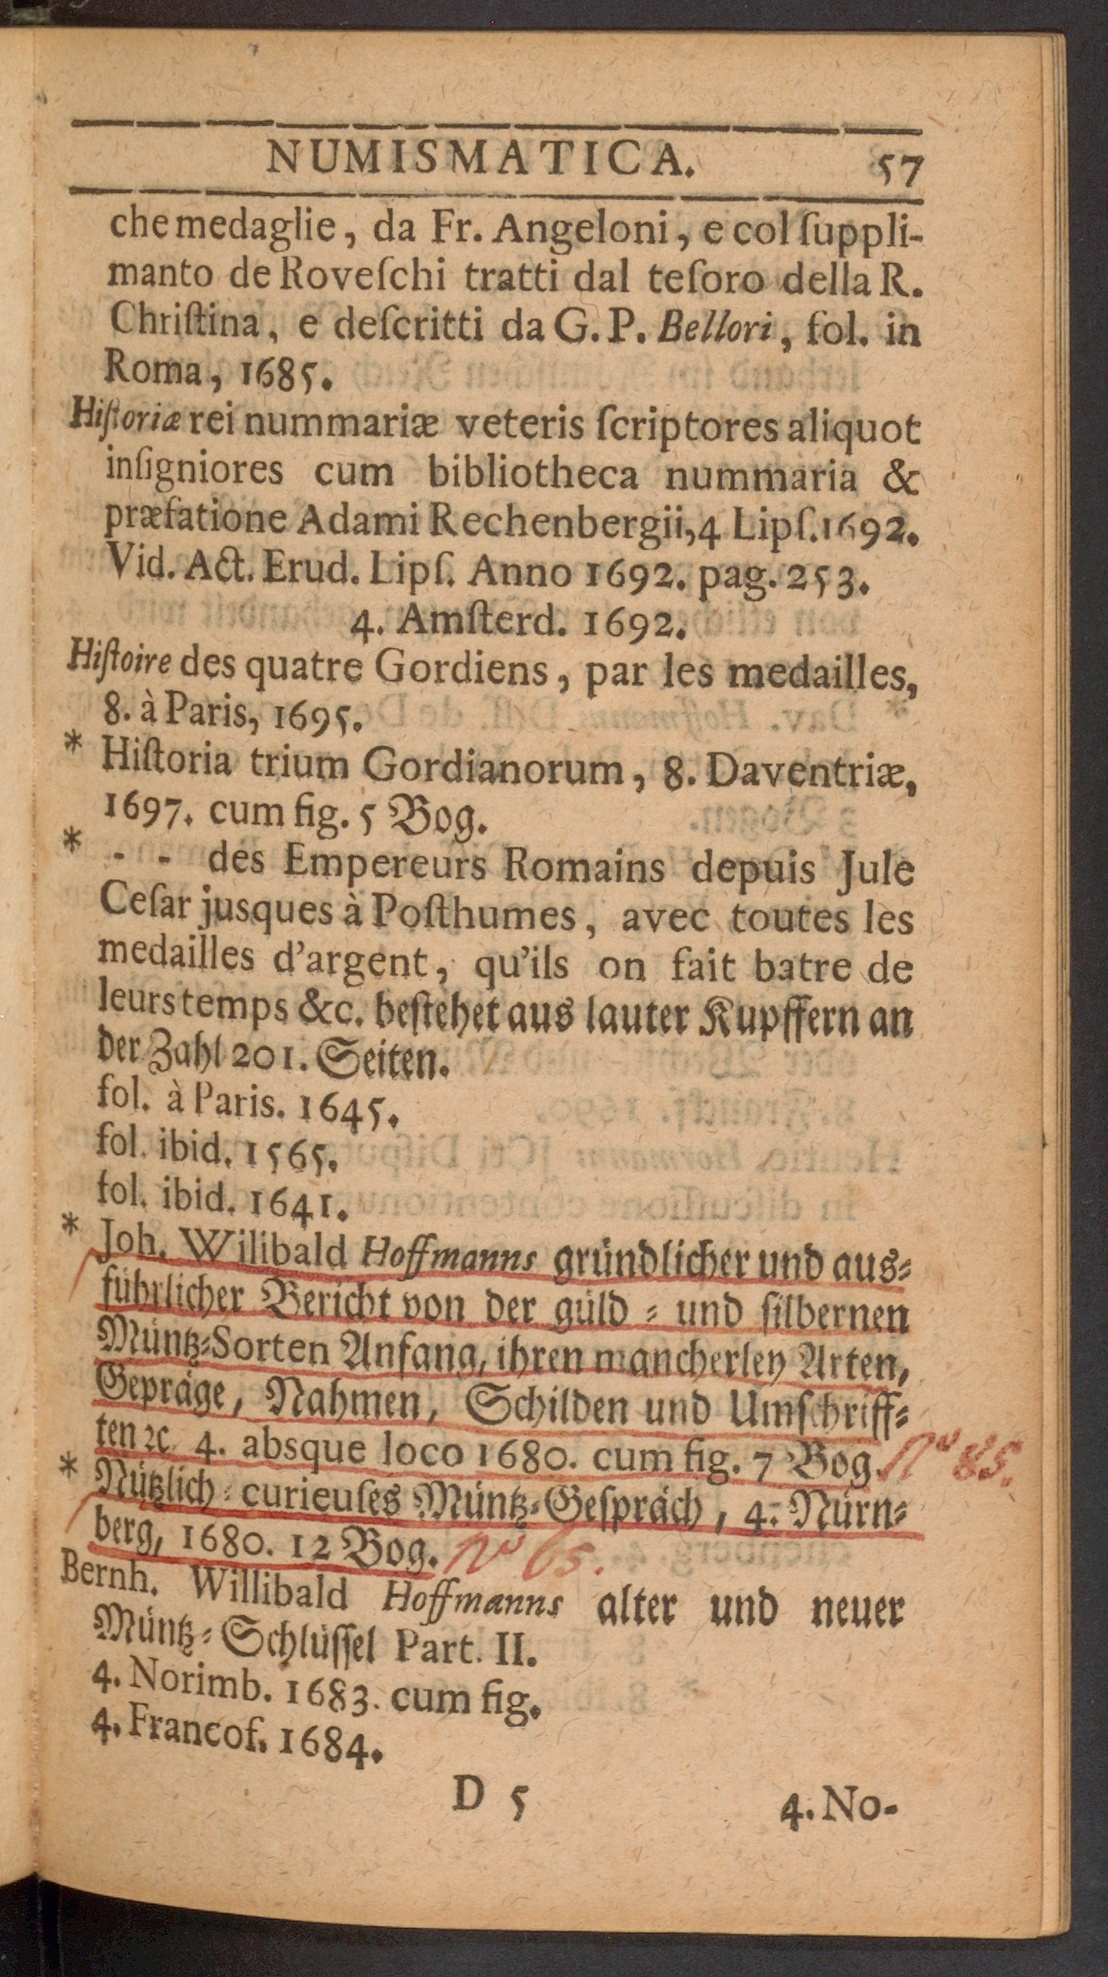 NUMISMATICA. 57
che medaglie, da Fr. Angeloni, e col ſuppli-
manto de Roveſchi tratti dal teſoro della R.
Chriſtina, e deſcritti da G. P. Bellori, fol. in
Roma, 1685.
Hiſtoriæ rei nummariæ veteris ſcriptores aliquot
inſigniores cum bibliotheca nummaria &
præfatione Adami Rechenbergii, 4 Lipſ. 1692.
Vid. Act. Erud. Lipſ. Anno 1692. pag. 253.
4. Amſterd. 1692.
Hiſtoire des quatre Gordiens, par les medailles,
8. à Paris, 1695.
* Hiſtoria trium Gordianorum, 8. Daventriæ,
1697. cum fig. 5 Bog.
* - - des Empereurs Romains depuis Jule
Ceſar jusques à Poſthumes, avec toutes les
medailles d'argent, qu'ils on fait batre de
leurs temps &c. beſtehet aus lauter Kupffern an
der Zahl 201. Seiten.
fol. à Paris. 1645.
fol. ibid. 1565.
fol. ibid. 1641.
* Joh. Wilibald Hoffmanns gründlicher und aus⸗
führlicher Bericht von der güld ⸗ und ſilbernen
Müntz⸗Sorten Anfang, ihren mancherley Arten,
Gepräge, Nahmen, Schilden und Umſchriff⸗
ten ꝛc. 4. absque loco 1680. cum fig. 7 Bog. No 85.
* Nützlich ⸗ curieuſes Müntz⸗Geſpräch, 4. Nürn⸗
berg, 1680. 12 Bog. No 65.
Bernh. Willibald Hoffmanns alter und neuer
Müntz ⸗ Schlüſſel Part. II.
4. Norimb. 1683. cum fig.
4. Francof. 1684.
D 5 4. No-